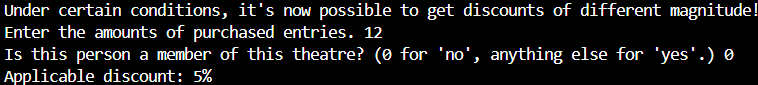 Under certain conditions, it's now possible to get discounts of different magnitude!
Enter the amounts of purchased entries. 12
Is this person a member of this theatre? (0 for 'no', anything else for 'yes'.) 0
Applicable discount: 5%